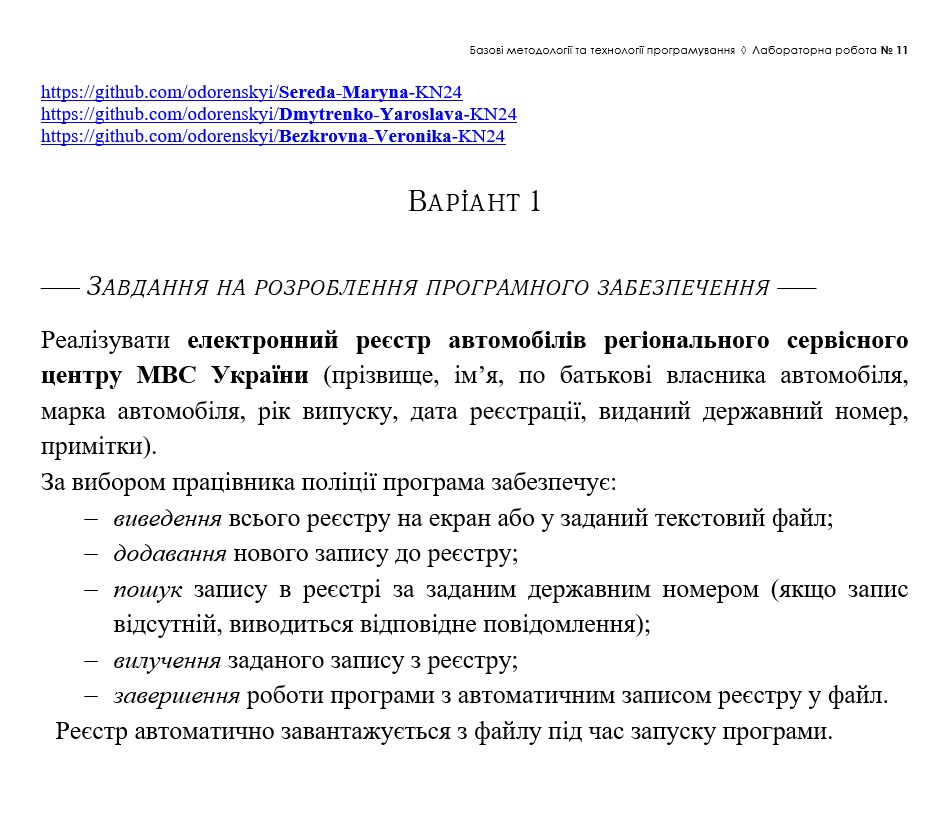 Базові методології та технології програмування ◊ Лабораторна робота № 11
https://github.com/odorenskyi/Sereda-Maryna-KN24
https://github.com/odorenskyi/Dmytrenko-Yaroslava-KN24
https://github.com/odorenskyi/Bezkrovna-Veronika-KN24
ВАРІАНТ 1
—— ЗАВДАННЯ НА РОЗРОБЛЕННЯ ПРОГРАМНОГО ЗАБЕЗПЕЧЕННЯ ——
Реалізувати електронний реєстр автомобілів регіонального сервісного
центру МВС України (прізвище, ім’я, по батькові власника автомобіля,
марка автомобіля, рік випуску, дата реєстрації, виданий державний номер,
примітки).
За вибором працівника поліції програма забезпечує:
– виведення всього реєстру на екран або у заданий текстовий файл;
– додавання нового запису до реєстру;
– пошук запису в реєстрі за заданим державним номером (якщо запис
відсутній, виводиться відповідне повідомлення);
– вилучення заданого запису з реєстру;
– завершення роботи програми з автоматичним записом реєстру у файл.
Реєстр автоматично завантажується з файлу під час запуску програми.